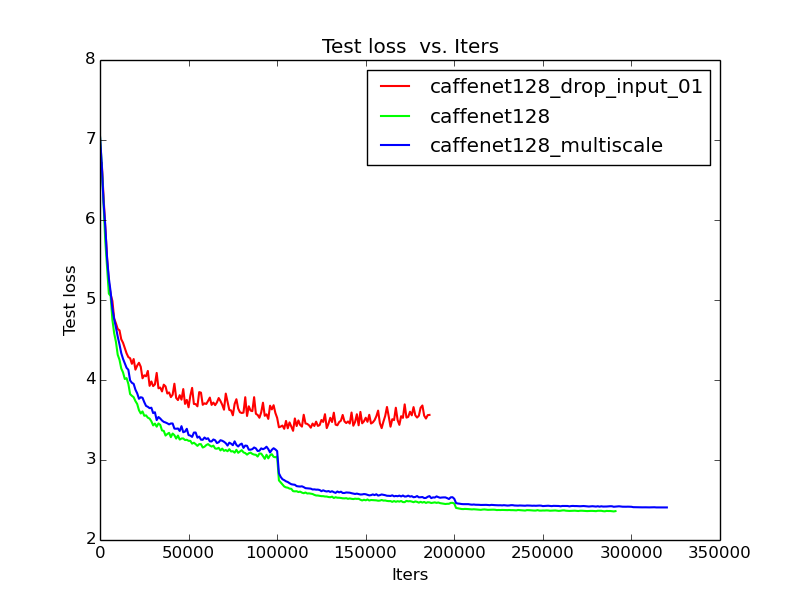 Test loss  vs. Iters
caffenet128_drop_input_01
caffenet128
caffenet128_multiscale
8
7
6
5
4
3
2
Test loss
0
50000
100000
150000
200000
250000
300000
350000
Iters